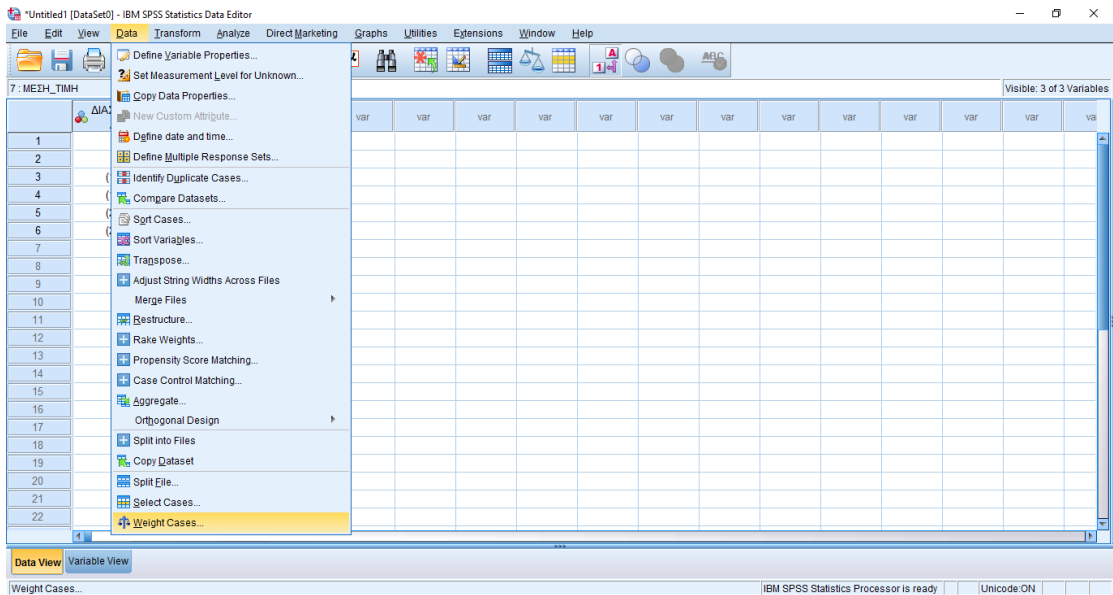 *Untitled1 [DataSet0] - IBM SPSS Statistics Data Editor
File Edit View Data Transform Analyze Direct Marketing Graphs Utilities Extensions Window Help
7 : ΜΕΣΗ_ΤΙΜΗ
Visible: 3 of 3 Variables
var var var var var var var var var var var var
Define Variable Properties...
Set Measurement Level for Unknown...
Copy Data Properties...
New Custom Attribute...
Define date and time...
Define Multiple Response Sets...
Identify Duplicate Cases...
Compare Datasets...
Sort Cases...
Sort Variables...
Transpose...
Adjust String Widths Across Files
Merge Files
Restructure...
Rake Weights...
Propensity Score Matching...
Case Control Matching...
Aggregate...
Orthogonal Design
Split into Files
Copy Dataset
Split File...
Select Cases...
Weight Cases...
1
2
3
4
5
6
7
8
9
10
11
12
13
14
15
16
17
18
19
20
21
22
Data View Variable View
Weight Cases...
IBM SPSS Statistics Processor is ready
Unicode:ON